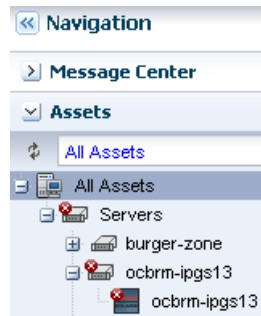 Navigation
Message Center
Assets
All Assets
All Assets
Servers
burger-zone
ocbrm-ipgs13
ocbrm-ipgs13